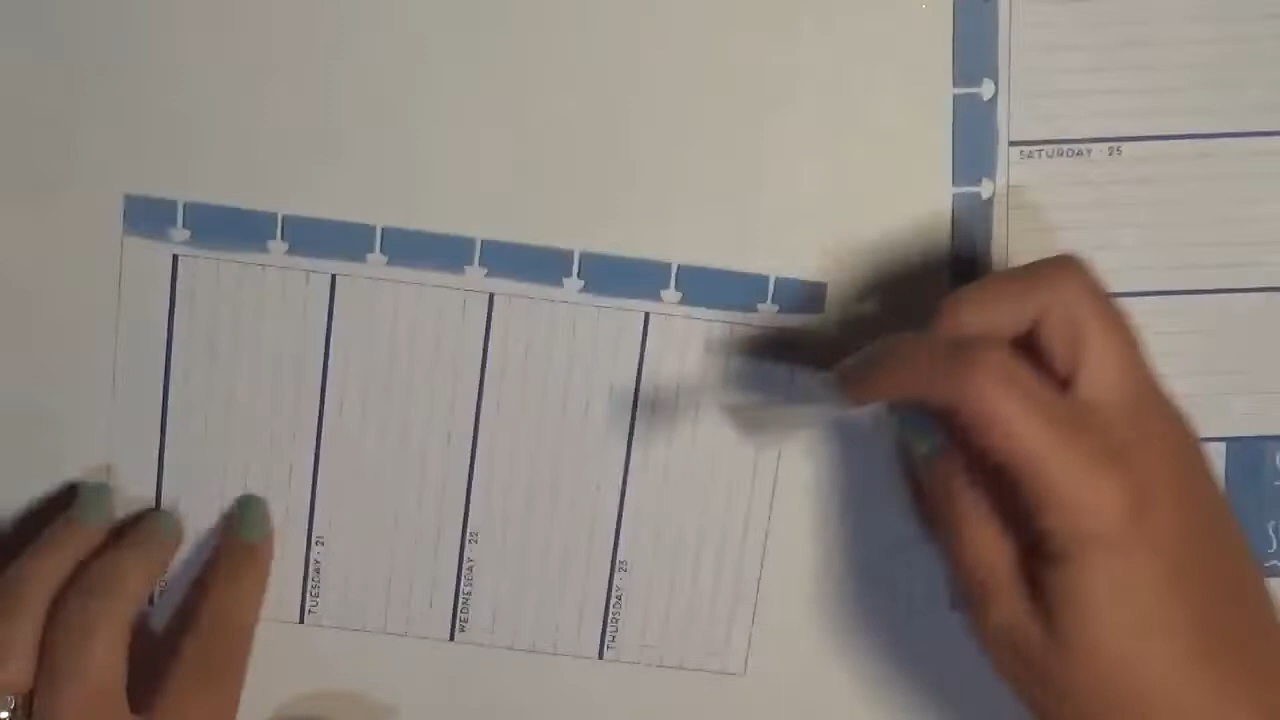 TUESDAY · 21
WEDNESDAY · 22
THURSDAY · 23
SATURDAY · 25